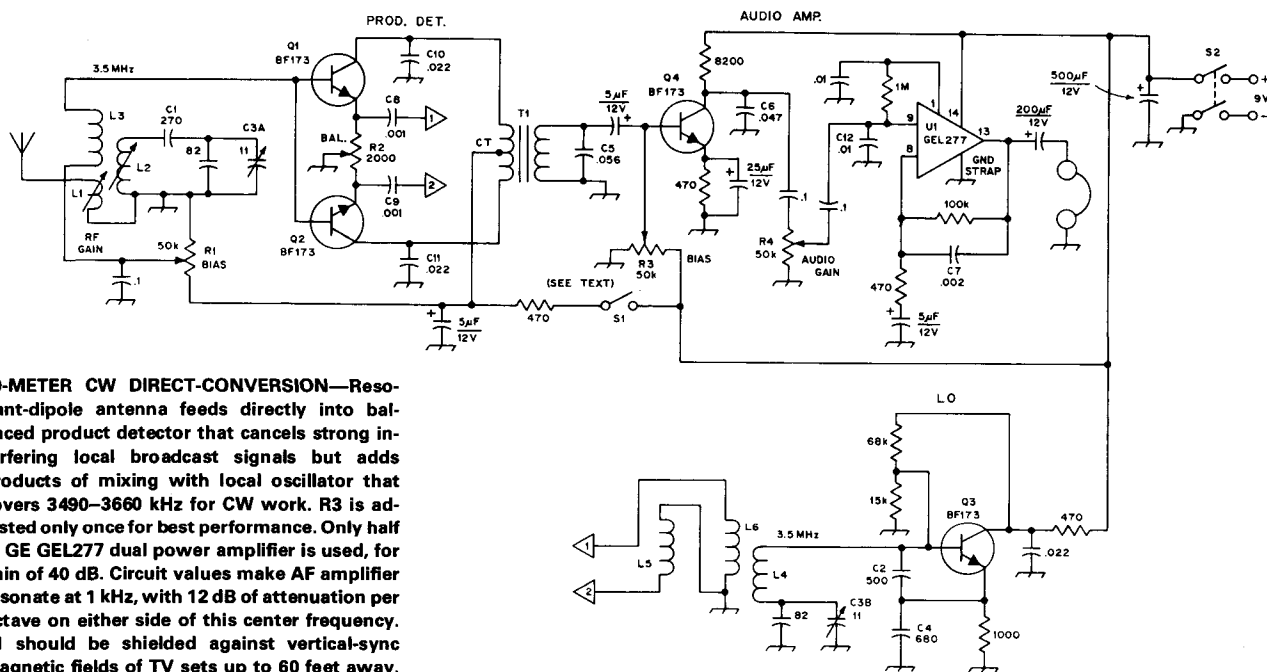 PROD. DET.
AUDIO AMP.
Q1
BF173
C10
.022
3.5MHz
L3
C1
270
C3A
82
11
L2
L1
RF
GAIN
50k
R1
BIAS
.1
C8
.001
1
BAL.
R2
2000
C9
.001
2
Q2
BF173
C11
.022
CT
T1
C5
.056
5µF
12V
+
Q4
BF173
8200
C6
.047
470
+
25µF
12V
.1
R3
50k
BIAS
R4
50k
AUDIO
GAIN
.1
.01
1M
C12
.01
1
14
9
8
13
U1
GEL277
GND
STRAP
200µF
12V
+
100k
C7
.002
470
+
5µF
12V
500µF
12V
+
S2
+
9V
-
(SEE TEXT)
470
S1
+
5µF
12V
LO
68k
15k
Q3
BF173
470
.022
1
2
L5
L6
3.5MHz
L4
C2
500
82
C3B
11
C4
680
1000
-METER CW DIRECT-CONVERSION—Reso-
ant-dipole antenna feeds directly into bal-
nced product detector that cancels strong in-
rfering local broadcast signals but adds
roducts of mixing with local oscillator that
overs 3490–3660 kHz for CW work. R3 is ad-
sted only once for best performance. Only half
GE GEL277 dual power amplifier is used, for
ain of 40 dB. Circuit values make AF amplifier
sonate at 1 kHz, with 12 dB of attenuation per
ctave on either side of this center frequency.
should be shielded against vertical-sync
agnetic fields of TV sets up to 60 feet away.